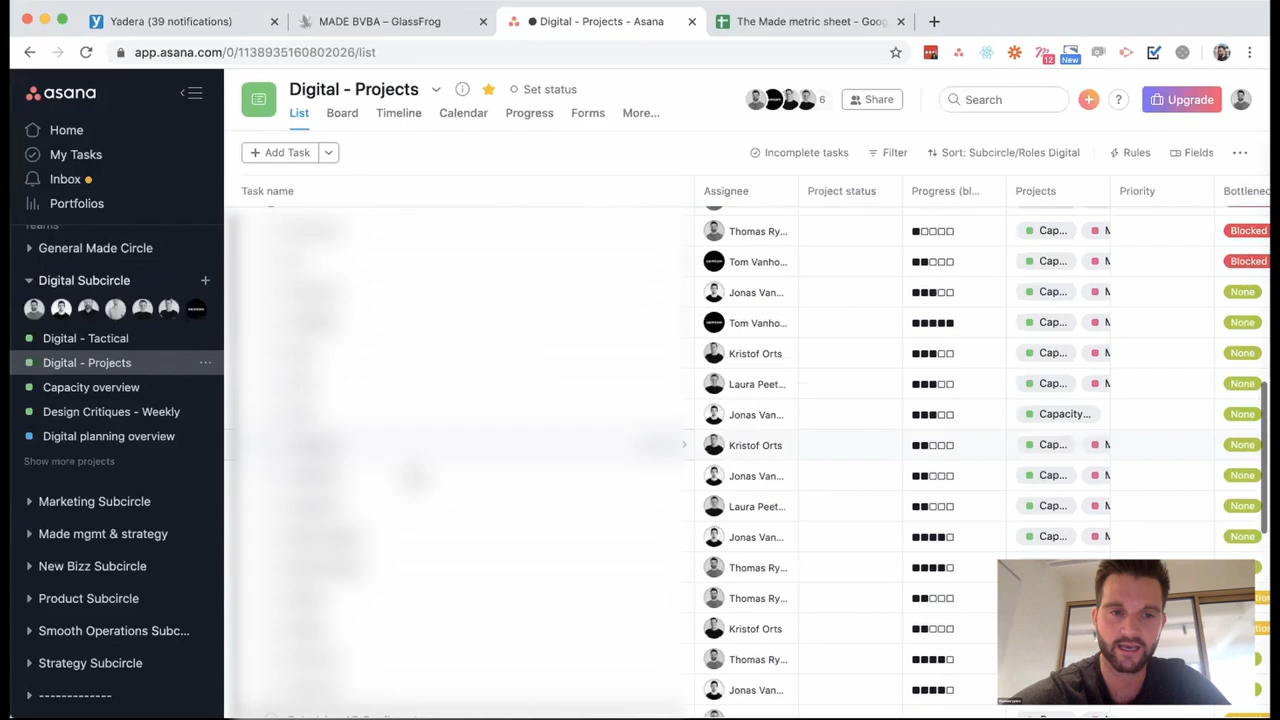 Yadera (39 notifications)
MADE BVBA – GlassFrog
Digital - Projects - Asana
The Made metric sheet - Goog
app.asana.com/0/1138935160802026/list
12
New
asana
Home
My Tasks
Inbox
Portfolios
Teams
General Made Circle
Digital Subcircle
Digital - Tactical
Digital - Projects
Capacity overview
Design Critiques - Weekly
Digital planning overview
Show more projects
Marketing Subcircle
Made mgmt & strategy
New Bizz Subcircle
Product Subcircle
Smooth Operations Subc...
Strategy Subcircle
-------------
Digital - Projects
Set status
6
Share
Search
?
Upgrade
List
Board
Timeline
Calendar
Progress
Forms
More...
+ Add Task
Incomplete tasks
Filter
Sort: Subcircle/Roles Digital
Rules
Fields
Task name
Assignee
Project status
Progress (bl...
Projects
Priority
Bottlenec
Thomas Ry...
Cap...
M
Blocked
Tom Vanho...
Cap...
M
Blocked
Jonas Van...
Cap...
M
None
Tom Vanho...
Cap...
M
None
Kristof Orts
Cap...
M
None
Laura Peet...
Cap...
M
None
Jonas Van...
Capacity...
None
Kristof Orts
Cap...
M
None
Jonas Van...
Cap...
M
None
Laura Peet...
Cap...
M
None
Jonas Van...
Cap...
M
None
Thomas Ry...
Thomas Ry...
Kristof Orts
Thomas Ry...
Jonas Van...